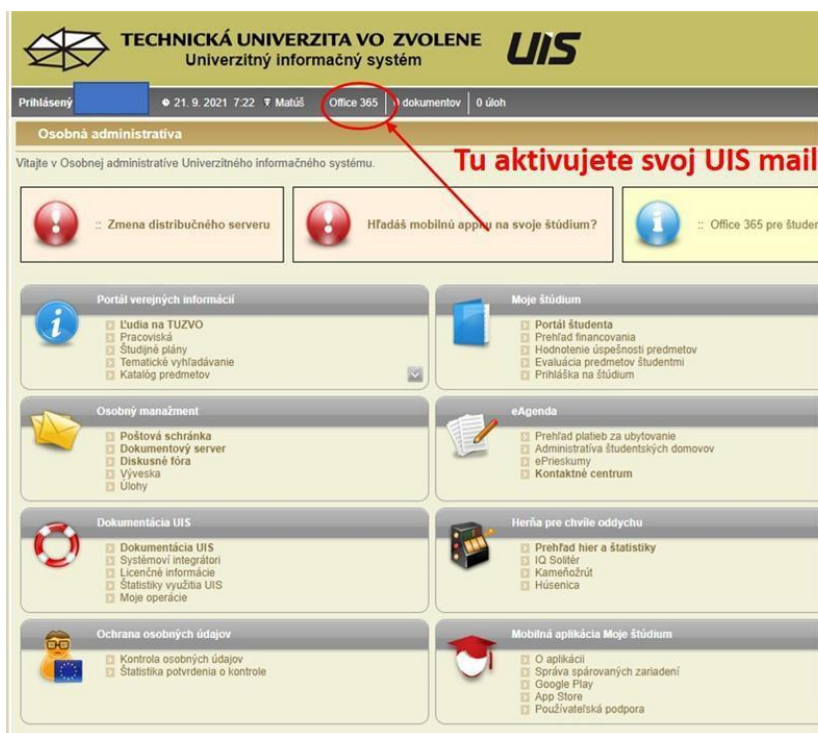 TECHNICKÁ UNIVERZITA VO ZVOLENE
Univerzitný informačný systém
UIS
Prihlásený 21. 9. 2021 7:22 Matúš Office 365 0 dokumentov 0 úloh
Osobná administratíva
Vitajte v Osobnej administratíve Univerzitného informačného systému.
Tu aktivujete svoj UIS mail
:: Zmena distribučného serveru
Hľadáš mobilnú appku na svoje štúdium?
:: Office 365 pre študen
Portál verejných informácií
Ľudia na TUZVO
Pracoviská
Študijné plány
Tematické vyhľadávanie
Katalóg predmetov
Moje štúdium
Portál študenta
Prehľad financovania
Hodnotenie úspešnosti predmetov
Evaluácia predmetov študentmi
Prihláška na štúdium
Osobný manažment
Poštová schránka
Dokumentový server
Diskusné fóra
Výveska
Úlohy
eAgenda
Prehľad platieb za ubytovanie
Administratíva študentských domovov
ePrieskumy
Kontaktné centrum
Dokumentácia UIS
Dokumentácia UIS
Systémoví integrátori
Licenčné informácie
Štatistiky využitia UIS
Moje operácie
Herňa pre chvíle oddychu
Prehľad hier a štatistiky
IQ Solitér
Kameňožrút
Húsenica
Ochrana osobných údajov
Kontrola osobných údajov
Štatistika potvrdenia o kontrole
Mobilná aplikácia Moje štúdium
O aplikácii
Správa spárovaných zariadení
Google Play
App Store
Používateľská podpora